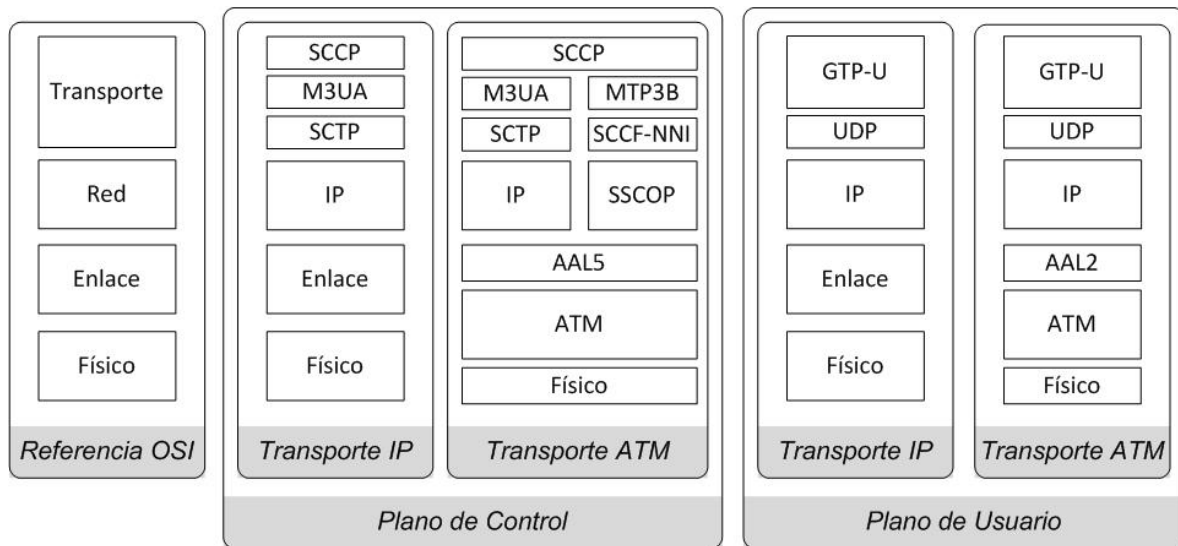 Transporte
Red
Enlace
Físico
Referencia OSI
SCCP
M3UA
SCTP
IP
Enlace
Físico
Transporte IP
SCCP
M3UA
MTP3B
SCTP
SCCF-NNI
IP
SSCOP
AAL5
ATM
Físico
Transporte ATM
Plano de Control
GTP-U
UDP
IP
Enlace
Físico
Transporte IP
GTP-U
UDP
IP
AAL2
ATM
Físico
Transporte ATM
Plano de Usuario